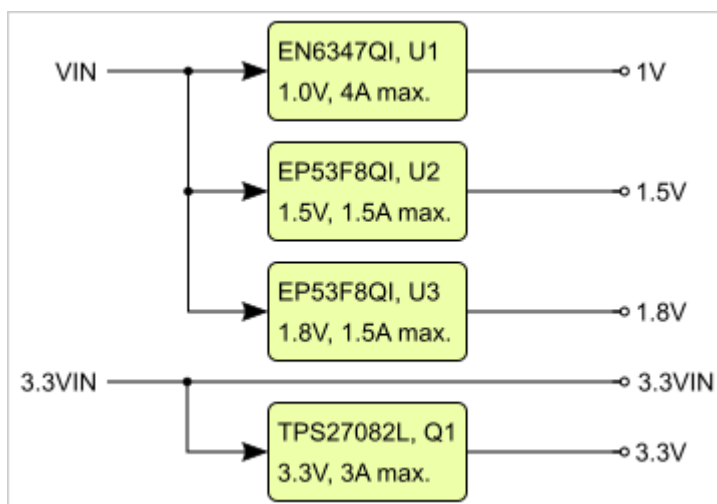 EN6347QI, U1
VIN
1V
1.0V, 4A max.
EP53F8QI, U2
1.5V
1.5V, 1.5A max.
EP53F8QI, U3
1.8V
1.8V, 1.5A max.
3.3VIN
3.3VIN
TPS27082L, Q1
3.3V
3.3V, 3A max.